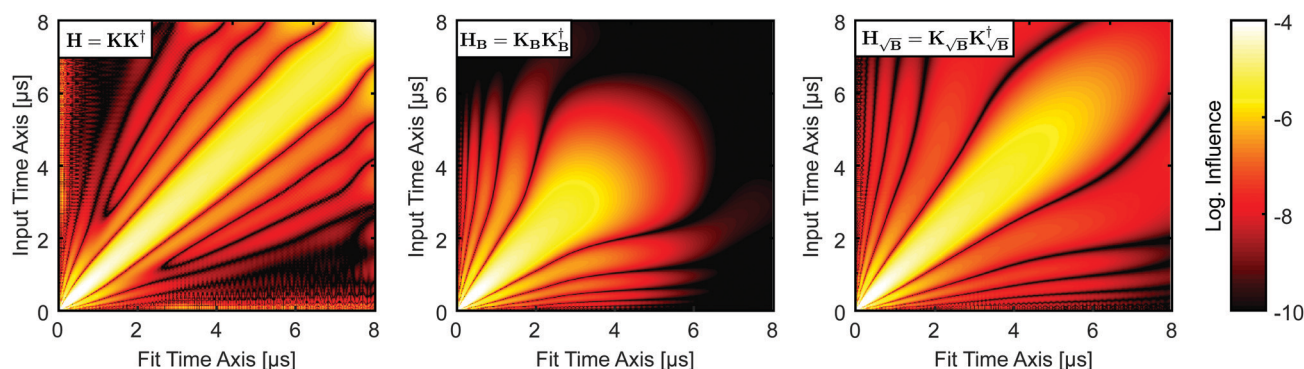 H = KK†
Input Time Axis [µs]
8
6
4
2
0
0 2 4 6 8
Fit Time Axis [µs]
H_B = K_B K_B†
Input Time Axis [µs]
8
6
4
2
0
0 2 4 6 8
Fit Time Axis [µs]
H_√B = K_√B K_√B†
Input Time Axis [µs]
8
6
4
2
0
0 2 4 6 8
Fit Time Axis [µs]
Log. Influence
-4
-6
-8
-10